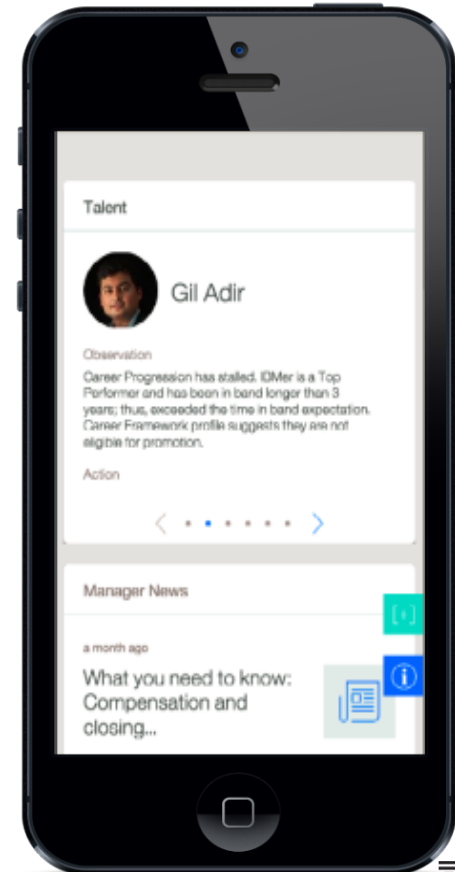 Talent
Gil Adir
Observation
Career Progression has stalled. IBMer is a Top
Performer and has been in band longer than 3
years; thus, exceeded the time in band expectation.
Career Framework profile suggests they are not
eligible for promotion.
Action
Manager News
a month ago
What you need to know:
Compensation and
closing...